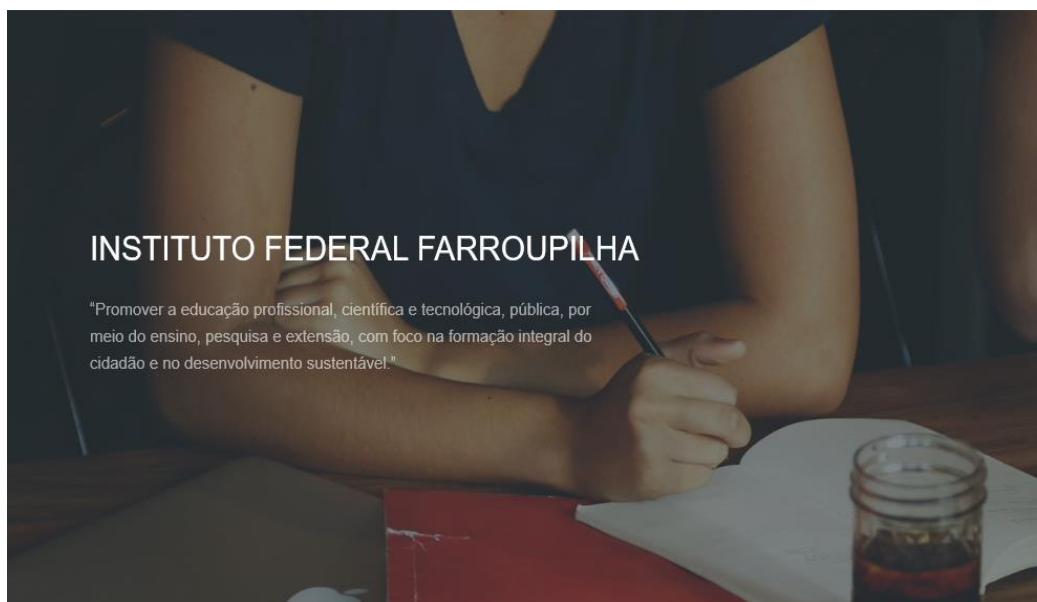 INSTITUTO FEDERAL FARROUPILHA
“Promover a educação profissional, científica e tecnológica, pública, por
meio do ensino, pesquisa e extensão, com foco na formação integral do
cidadão e no desenvolvimento sustentável.”